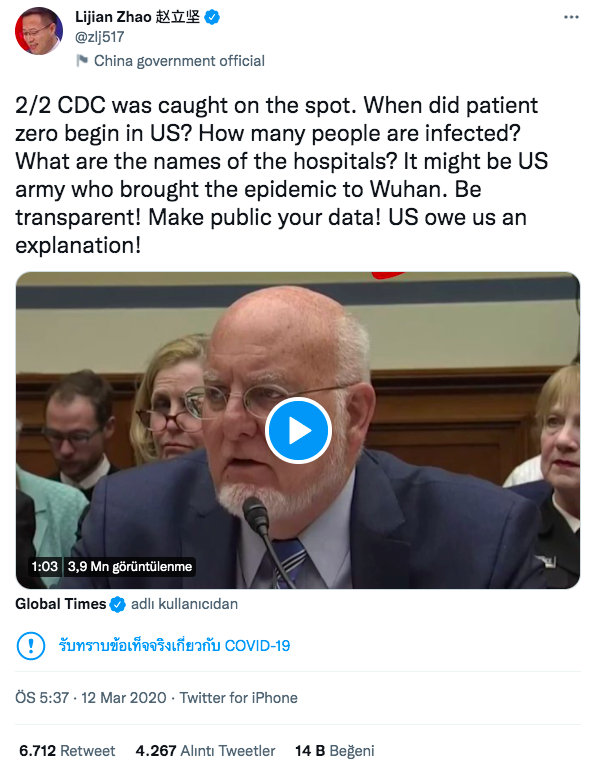 Lijian Zhao 赵立坚
@zlj517
China government official
2/2 CDC was caught on the spot. When did patient
zero begin in US? How many people are infected?
What are the names of the hospitals? It might be US
army who brought the epidemic to Wuhan. Be
transparent! Make public your data! US owe us an
explanation!
1:03 3,9 Mn görüntülenme
Global Times adlı kullanıcıdan
รับทราบข้อเท็จจริงเกี่ยวกับ COVID-19
ÖS 5:37 · 12 Mar 2020 · Twitter for iPhone
6.712 Retweet 4.267 Alıntı Tweetler 14 B Beğeni